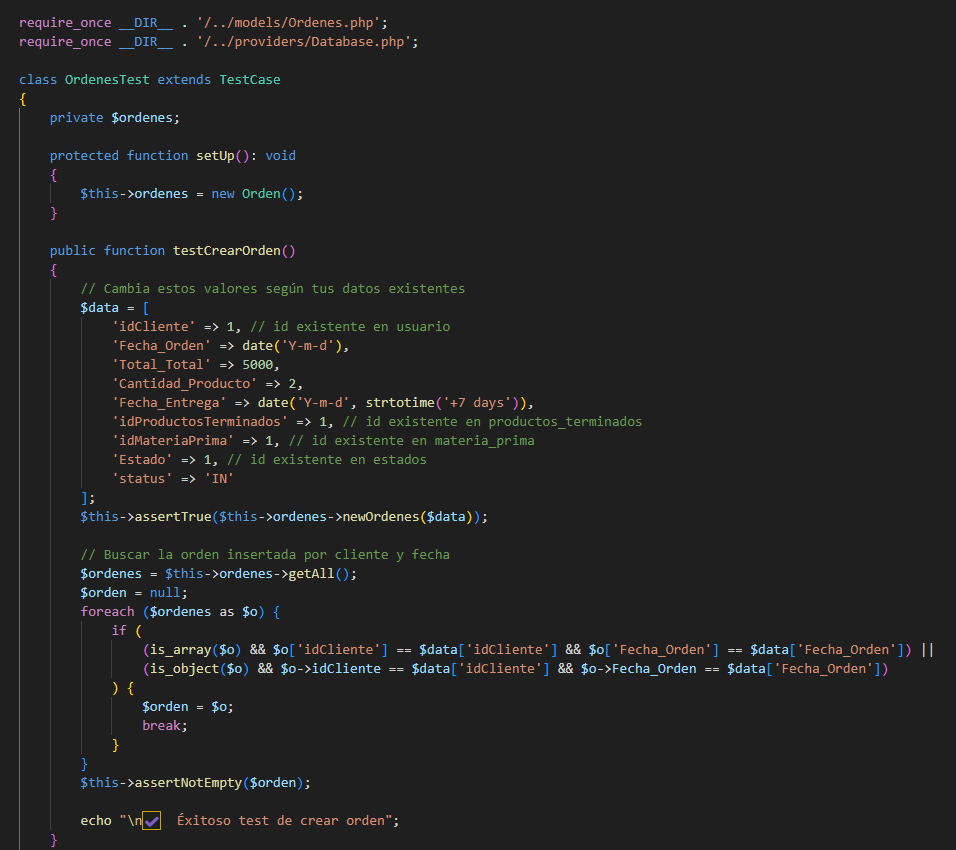 require_once __DIR__ . '/../models/Ordenes.php';
require_once __DIR__ . '/../providers/Database.php';
class OrdenesTest extends TestCase
{
private $ordenes;
protected function setUp(): void
{
$this->ordenes = new Orden();
}
public function testCrearOrden()
{
// Cambia estos valores según tus datos existentes
$data = [
'idCliente' => 1, // id existente en usuario
'Fecha_Orden' => date('Y-m-d'),
'Total_Total' => 5000,
'Cantidad_Producto' => 2,
'Fecha_Entrega' => date('Y-m-d', strtotime('+7 days')),
'idProductosTerminados' => 1, // id existente en productos_terminados
'idMateriaPrima' => 1, // id existente en materia_prima
'Estado' => 1, // id existente en estados
'status' => 'IN'
];
$this->assertTrue($this->ordenes->newOrdenes($data));
// Buscar la orden insertada por cliente y fecha
$ordenes = $this->ordenes->getAll();
$orden = null;
foreach ($ordenes as $o) {
if (
(is_array($o) && $o['idCliente'] == $data['idCliente'] && $o['Fecha_Orden'] == $data['Fecha_Orden']) ||
(is_object($o) && $o->idCliente == $data['idCliente'] && $o->Fecha_Orden == $data['Fecha_Orden'])
) {
$orden = $o;
break;
}
}
$this->assertNotEmpty($orden);
echo "\n✔ Éxitoso test de crear orden";
}